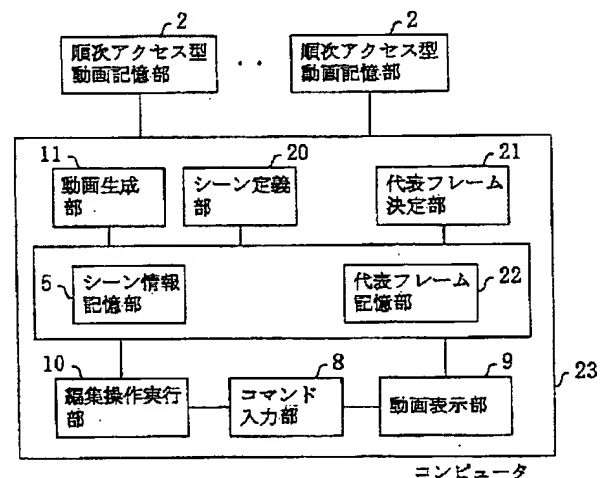 2
2
順次アクセス型
動画記憶部
・・
順次アクセス型
動画記憶部
11
20
21
動画生成
部
シーン定義
部
代表フレーム
決定部
5
シーン情報
記憶部
代表フレーム
記憶部
22
10
8
9
23
編集操作実行
部
コマンド
入力部
動画表示部
コンピュータ